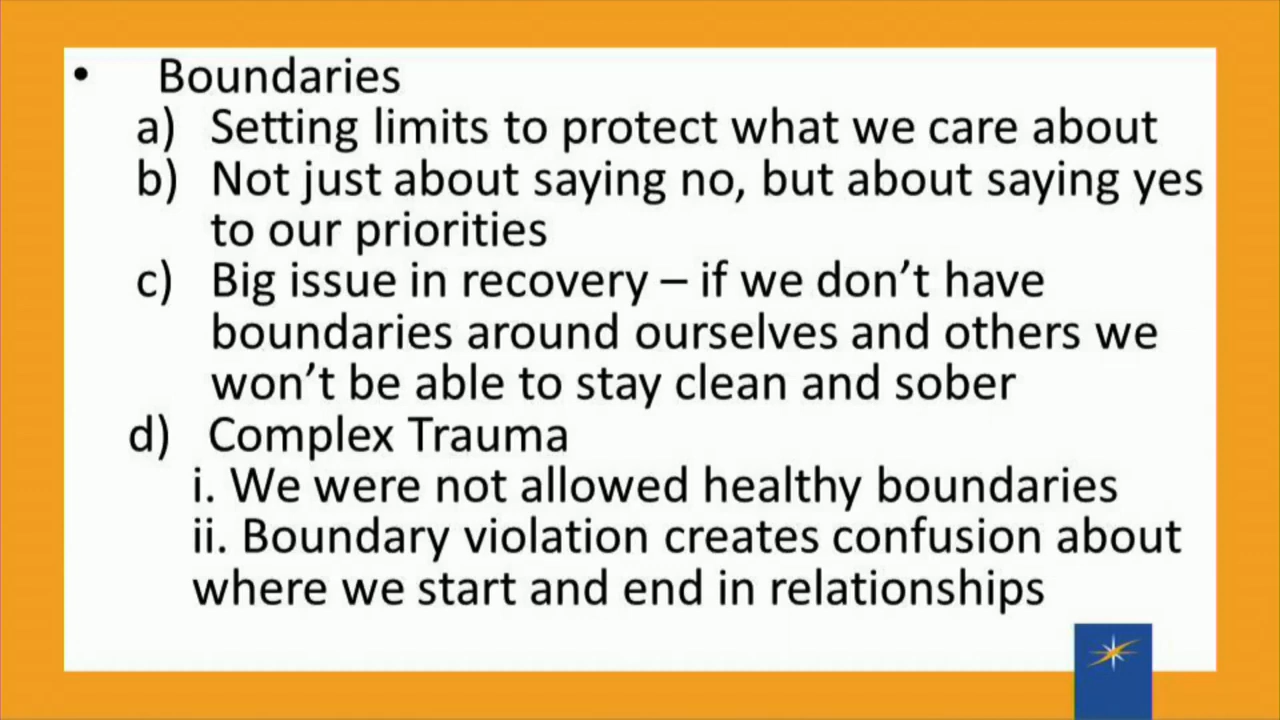 • Boundaries
a) Setting limits to protect what we care about
b) Not just about saying no, but about saying yes
to our priorities
c) Big issue in recovery – if we don’t have
boundaries around ourselves and others we
won’t be able to stay clean and sober
d) Complex Trauma
i. We were not allowed healthy boundaries
ii. Boundary violation creates confusion about
where we start and end in relationships